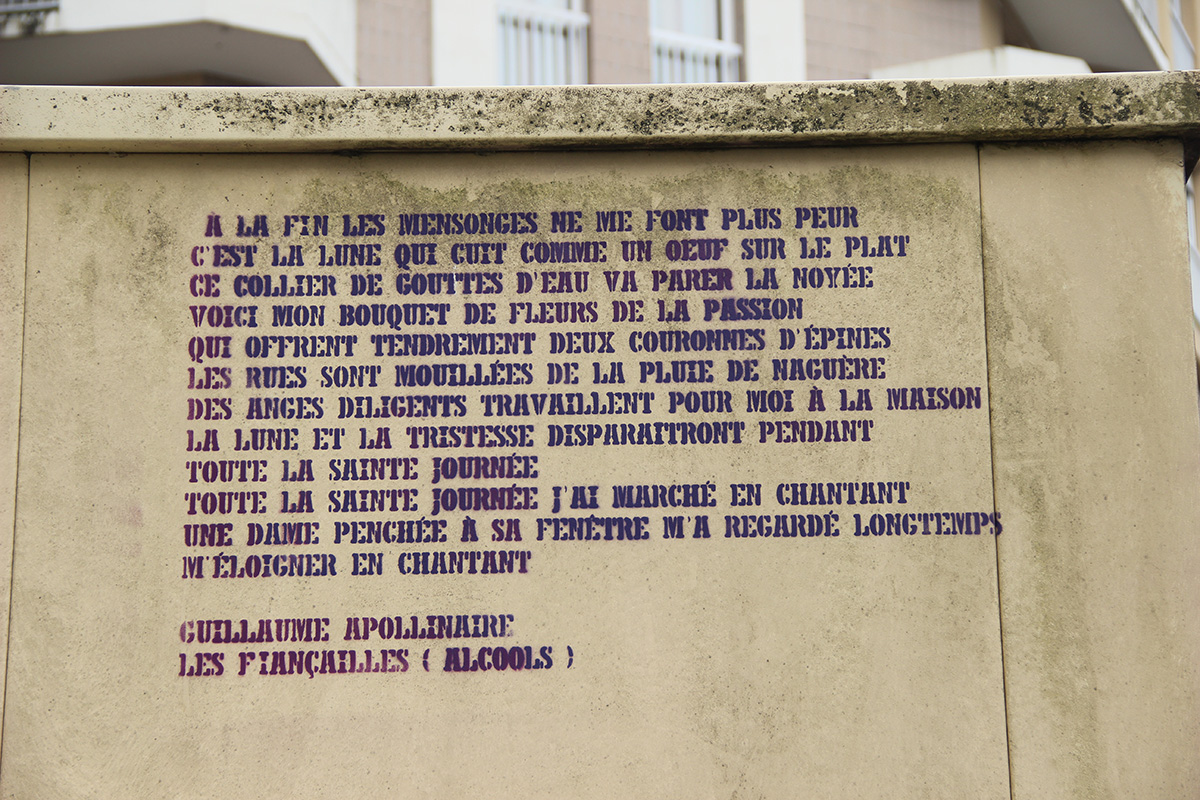 À LA FIN LES MENSONGES NE ME FONT PLUS PEUR
C'EST LA LUNE QUI CUIT COMME UN OEUF SUR LE PLAT
CE COLLIER DE GOUTTES D'EAU VA PARER LA NOYÉE
VOICI MON BOUQUET DE FLEURS DE LA PASSION
QUI OFFRENT TENDREMENT DEUX COURONNES D'ÉPINES
LES RUES SONT MOUILLÉES DE LA PLUIE DE NAGUÈRE
DES ANGES DILIGENTS TRAVAILLENT POUR MOI À LA MAISON
LA LUNE ET LA TRISTESSE DISPARAITRONT PENDANT
TOUTE LA SAINTE JOURNÉE
TOUTE LA SAINTE JOURNÉE J'AI MARCHÉ EN CHANTANT
UNE DAME PENCHÉE À SA FENÊTRE M'A REGARDÉ LONGTEMPS
M'ÉLOIGNER EN CHANTANT
GUILLAUME APOLLINAIRE
LES FIANÇAILLES ( ALCOOLS )